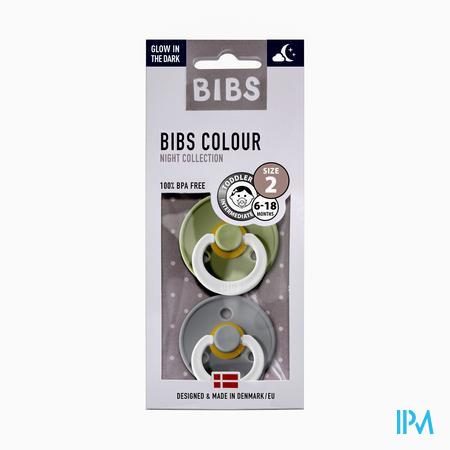 GLOW IN
THE DARK
BIBS
BIBS COLOUR
NIGHT COLLECTION
100% BPA FREE
SIZE
2
TODDLER
INTERMEDIATE
6-18
MONTHS
BIBS
DESIGNED & MADE IN DENMARK/EU
IPM